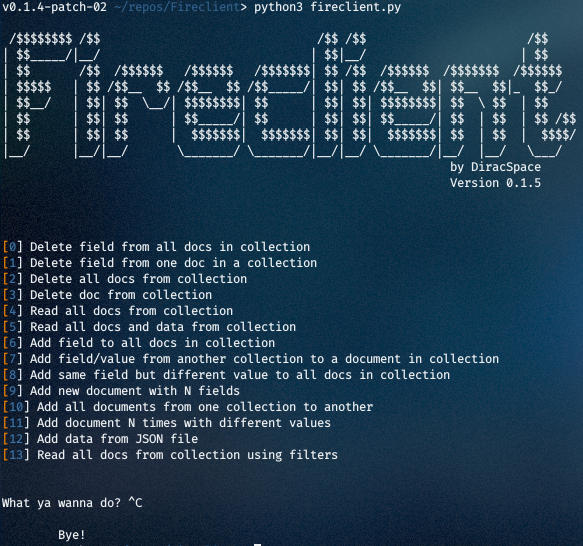 v0.1.4-patch-02 ~/repos/Fireclient> python3 fireclient.py
Fireclient
by DiracSpace
Version 0.1.5
[0] Delete field from all docs in collection
[1] Delete field from one doc in a collection
[2] Delete all docs from collection
[3] Delete doc from collection
[4] Read all docs from collection
[5] Read all docs and data from collection
[6] Add field to all docs in collection
[7] Add field/value from another collection to a document in collection
[8] Add same field but different value to all docs in collection
[9] Add new document with N fields
[10] Add all documents from one collection to another
[11] Add document N times with different values
[12] Add data from JSON file
[13] Read all docs from collection using filters
What ya wanna do? ^C
Bye!